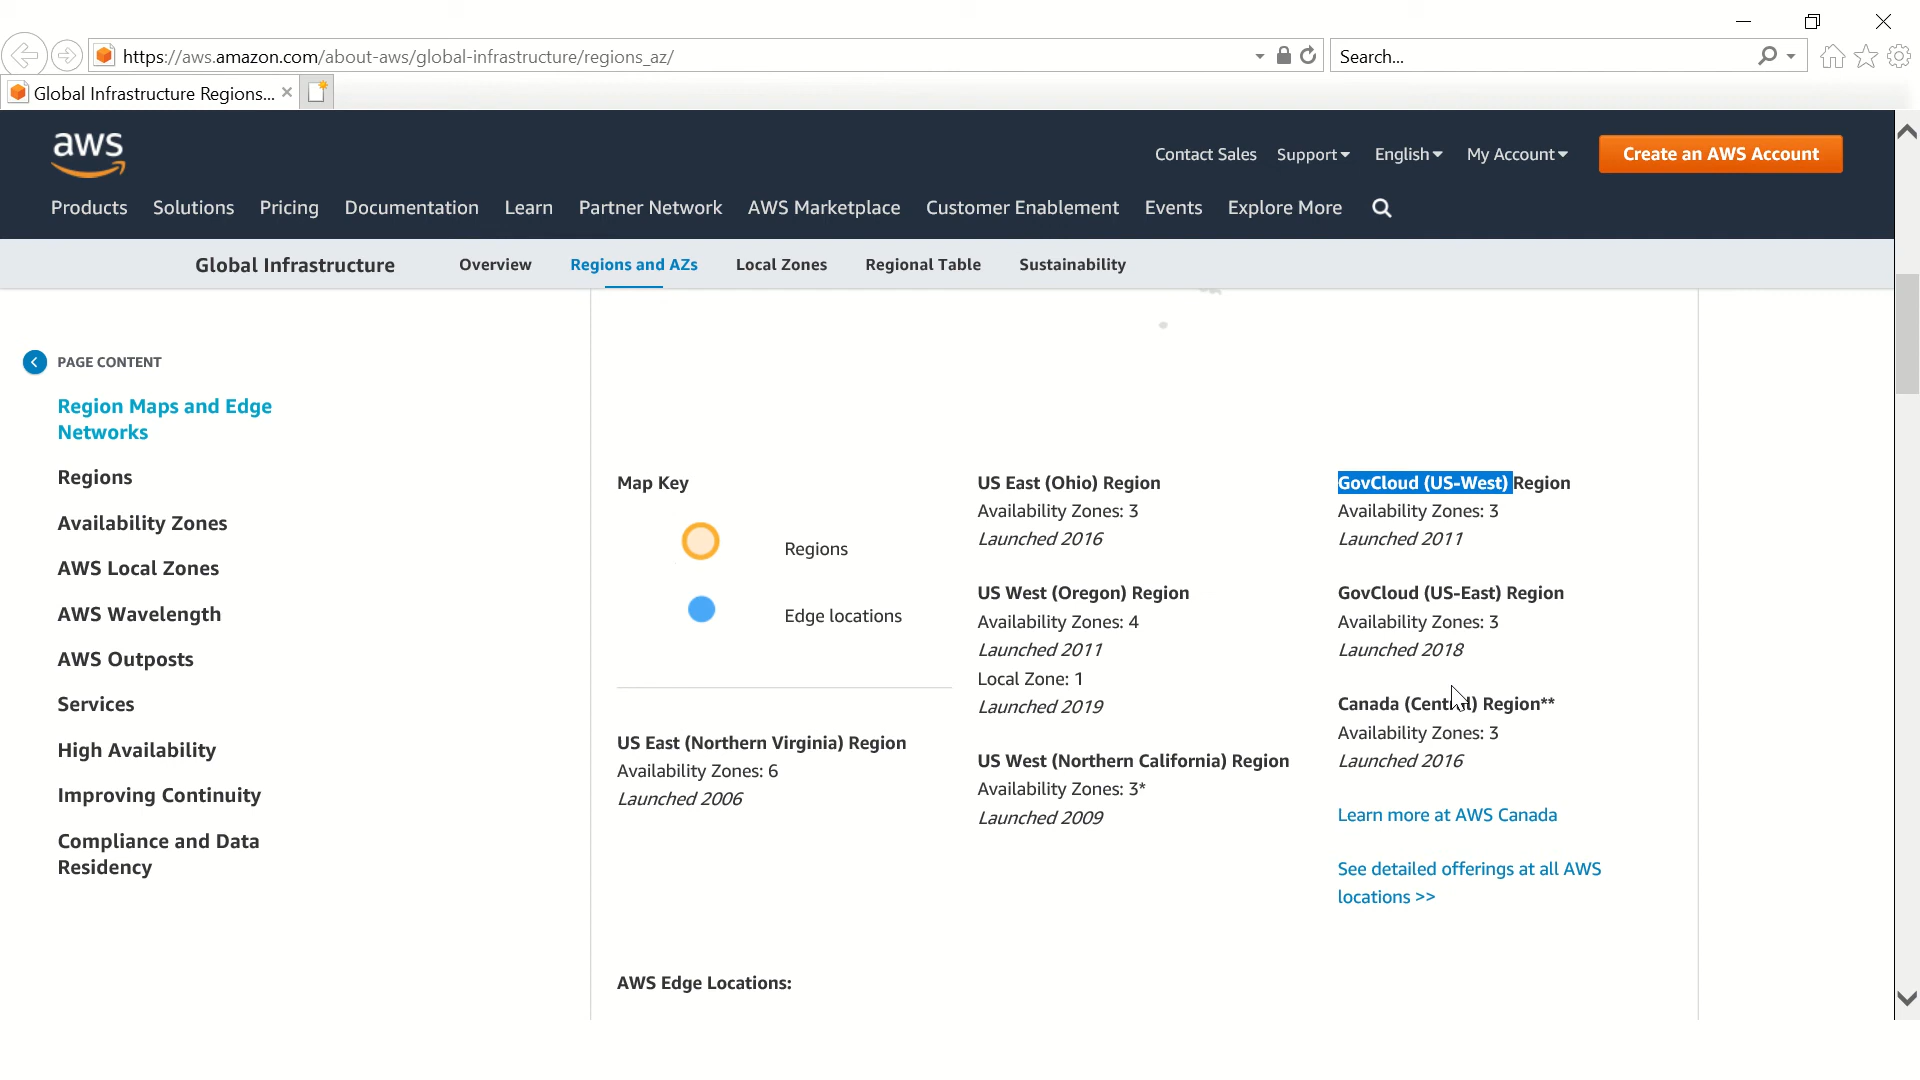 https://aws.amazon.com/about-aws/global-infrastructure/regions_az/
Search...
Global Infrastructure Regions...
aws
Contact Sales Support English My Account Create an AWS Account
Products Solutions Pricing Documentation Learn Partner Network AWS Marketplace Customer Enablement Events Explore More
Global Infrastructure Overview Regions and AZs Local Zones Regional Table Sustainability
PAGE CONTENT
Region Maps and Edge
Networks
Regions
Availability Zones
AWS Local Zones
AWS Wavelength
AWS Outposts
Services
High Availability
Improving Continuity
Compliance and Data
Residency
Map Key
Regions
Edge locations
US East (Northern Virginia) Region
Availability Zones: 6
Launched 2006
US East (Ohio) Region
Availability Zones: 3
Launched 2016
US West (Oregon) Region
Availability Zones: 4
Launched 2011
Local Zone: 1
Launched 2019
US West (Northern California) Region
Availability Zones: 3*
Launched 2009
GovCloud (US-West) Region
Availability Zones: 3
Launched 2011
GovCloud (US-East) Region
Availability Zones: 3
Launched 2018
Canada (Central) Region**
Availability Zones: 3
Launched 2016
Learn more at AWS Canada
See detailed offerings at all AWS
locations >>
AWS Edge Locations: